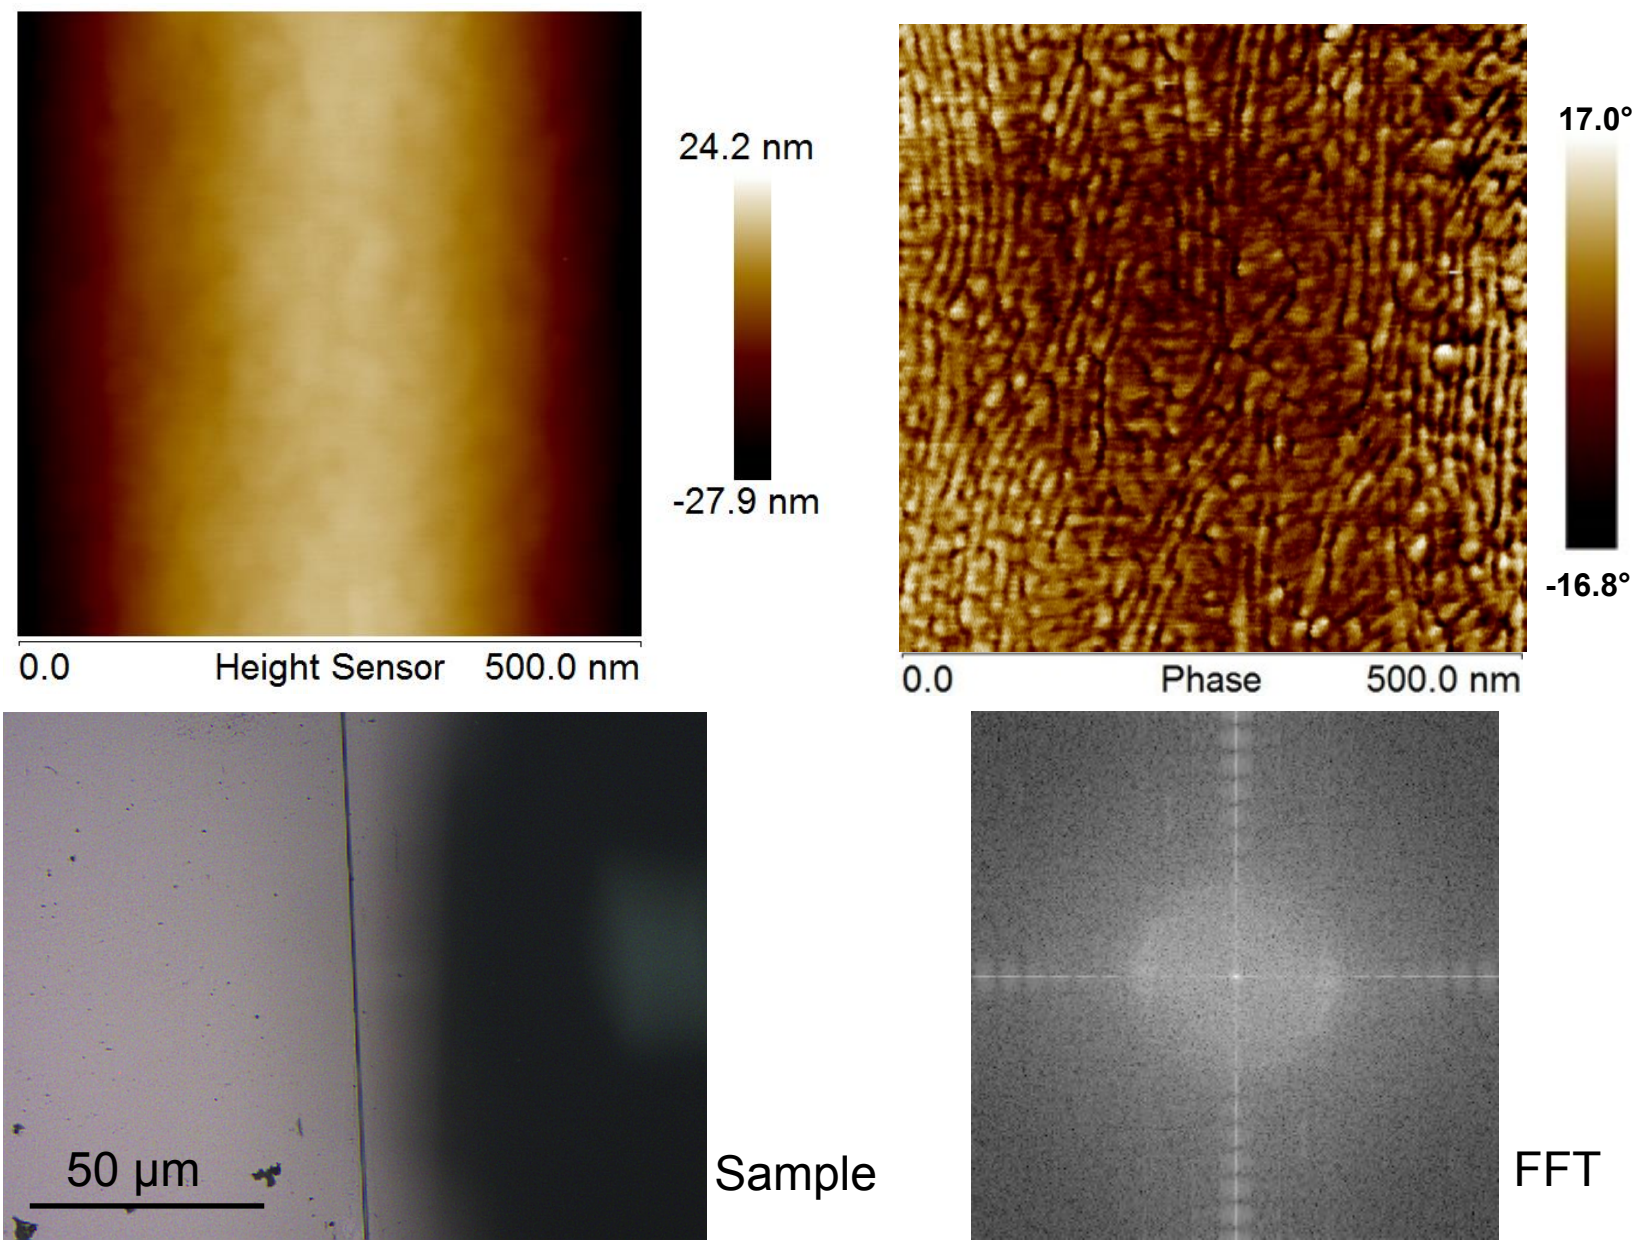 24.2 nm
-27.9 nm
0.0 Height Sensor 500.0 nm
17.0°
-16.8°
0.0 Phase 500.0 nm
50 µm
Sample
FFT